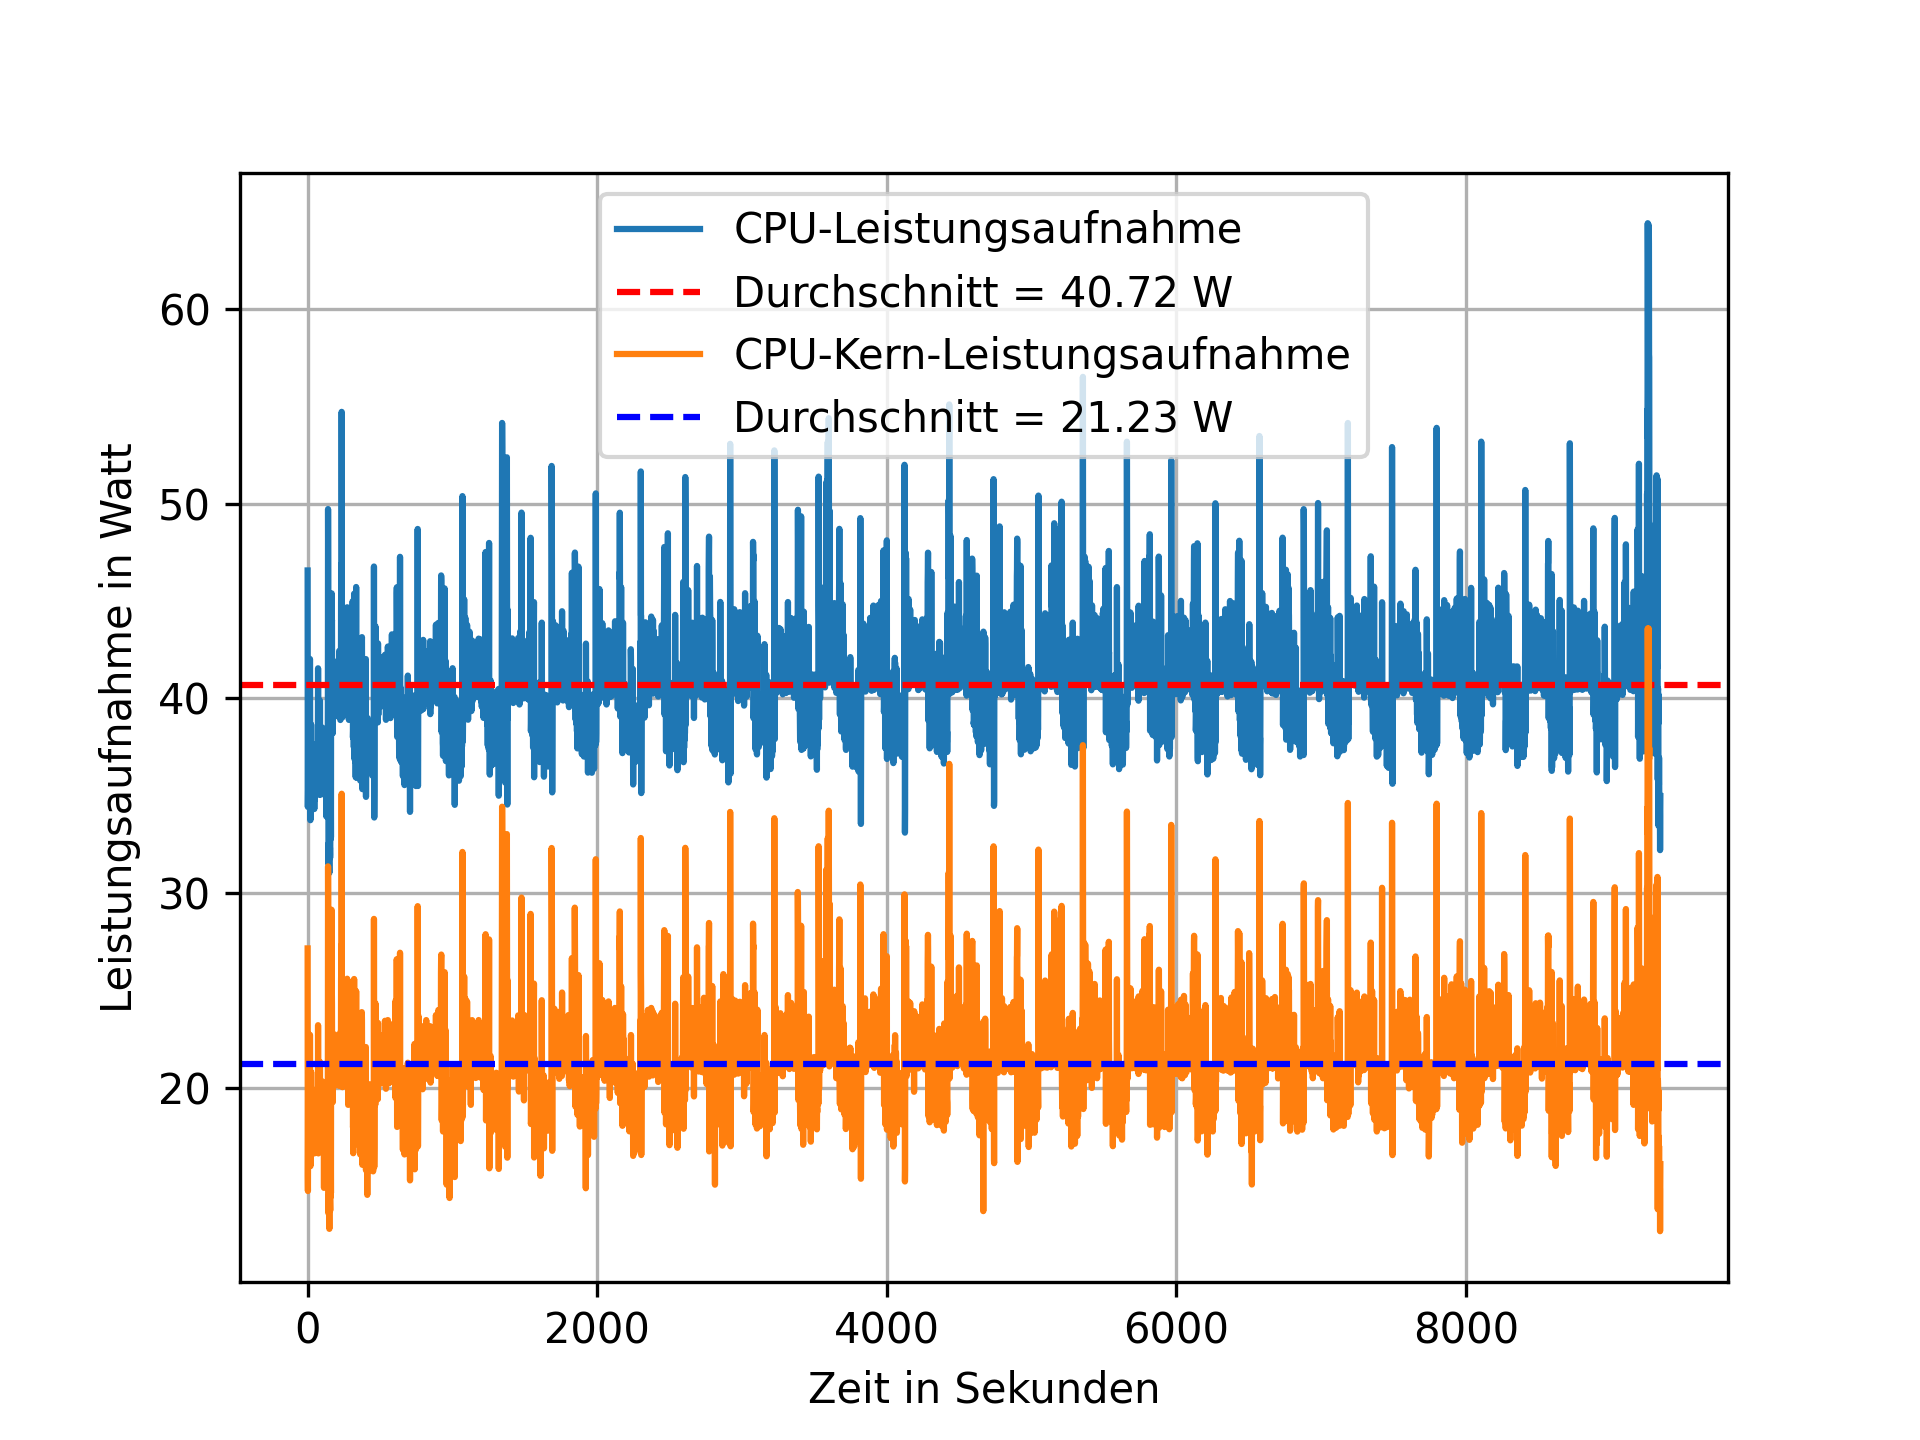 CPU-Leistungsaufnahme
Durchschnitt = 40.72 W
CPU-Kern-Leistungsaufnahme
Durchschnitt = 21.23 W
Leistungsaufnahme in Watt
60
50
40
30
20
0 2000 4000 6000 8000
Zeit in Sekunden